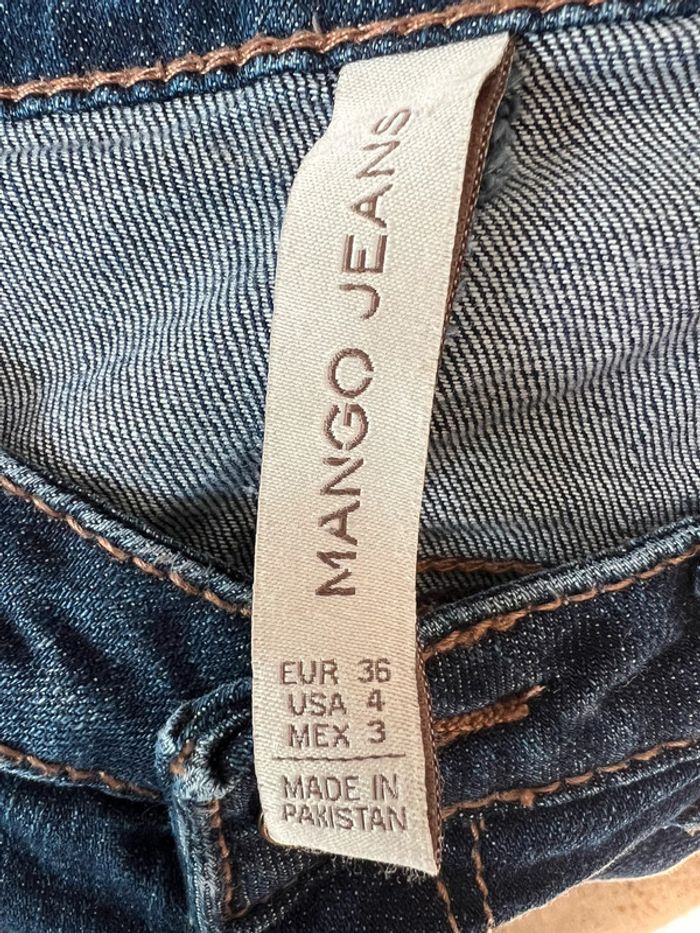 MANGO JEANS
EUR 36
USA 4
MEX 3
MADE IN
PAKISTAN